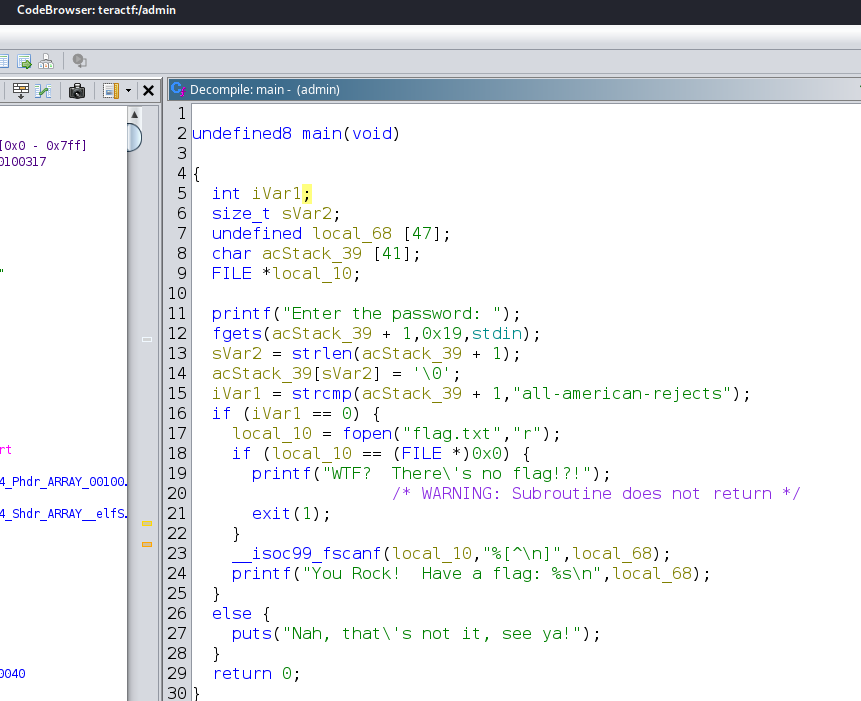 CodeBrowser: teractf:/admin
Decompile: main - (admin)
[0x0 - 0x7ff]
0100317
"
rt
4_Phdr_ARRAY_00100.
4_Shdr_ARRAY__elfS.
0040
1
2 undefined8 main(void)
3
4 {
5 int iVar1;
6 size_t sVar2;
7 undefined local_68 [47];
8 char acStack_39 [41];
9 FILE *local_10;
10
11 printf("Enter the password: ");
12 fgets(acStack_39 + 1,0x19,stdin);
13 sVar2 = strlen(acStack_39 + 1);
14 acStack_39[sVar2] = '\0';
15 iVar1 = strcmp(acStack_39 + 1,"all-american-rejects");
16 if (iVar1 == 0) {
17 local_10 = fopen("flag.txt","r");
18 if (local_10 == (FILE *)0x0) {
19 printf("WTF?  There\'s no flag!?!");
20 /* WARNING: Subroutine does not return */
21 exit(1);
22 }
23 __isoc99_fscanf(local_10,"%[^\n]",local_68);
24 printf("You Rock!  Have a flag: %s\n",local_68);
25 }
26 else {
27 puts("Nah, that\'s not it, see ya!");
28 }
29 return 0;
30 }